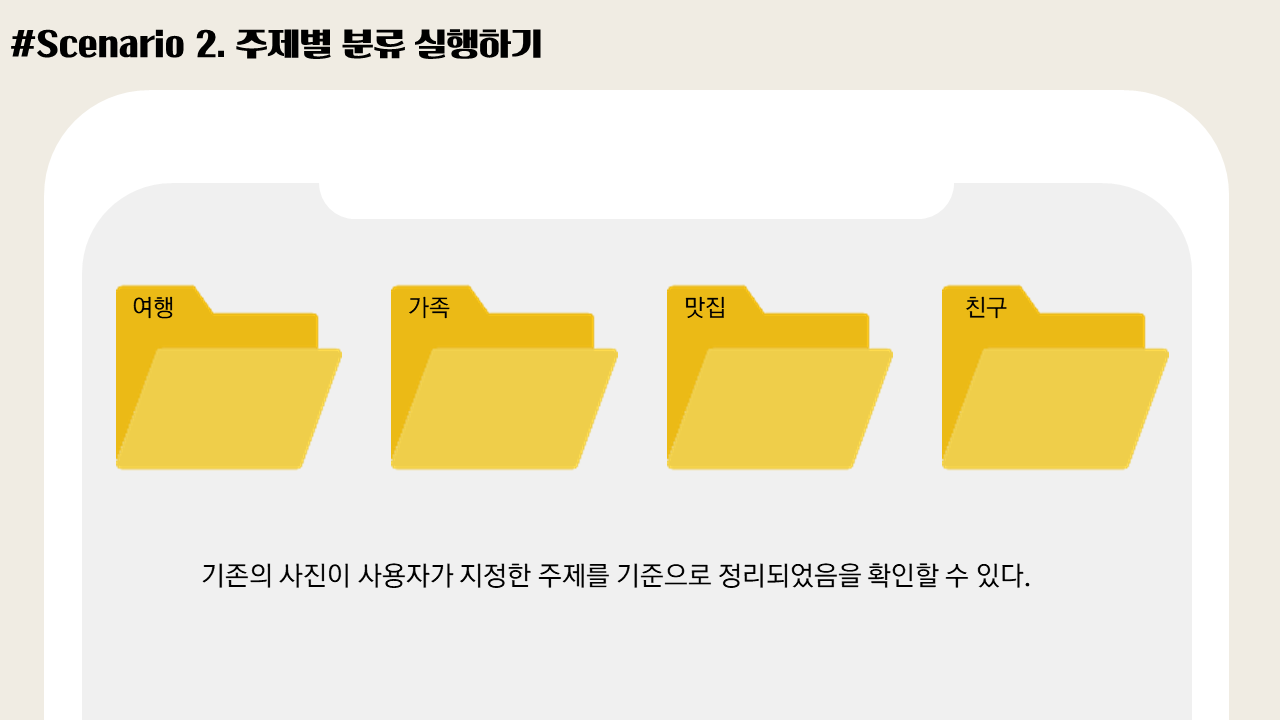 #Scenario 2. 주제별 분류 실행하기
여행
가족
맛집
친구
기존의 사진이 사용자가 지정한 주제를 기준으로 정리되었음을 확인할 수 있다.